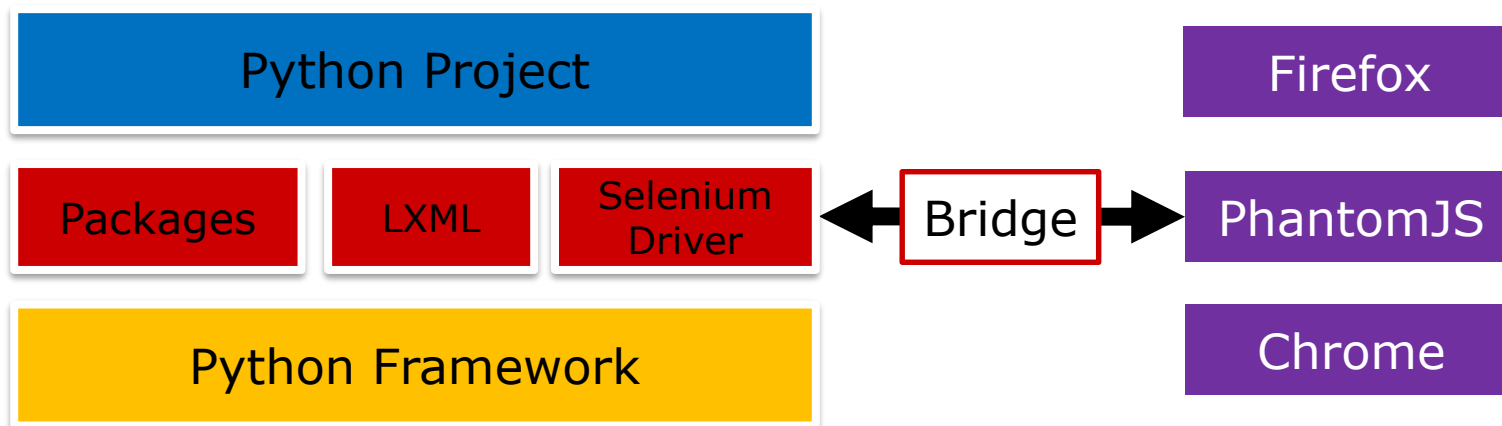 Python Project
Firefox
Packages
LXML
Selenium
Driver
Bridge
PhantomJS
Python Framework
Chrome